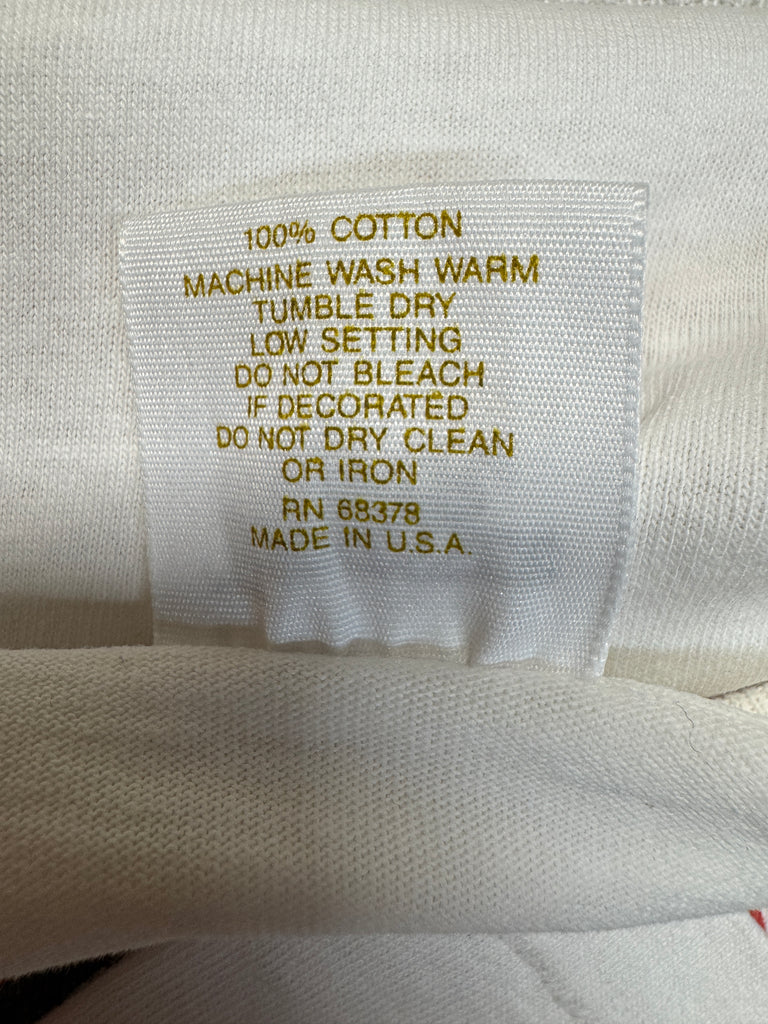 100% COTTON
MACHINE WASH WARM
TUMBLE DRY
LOW SETTING
DO NOT BLEACH
IF DECORATED
DO NOT DRY CLEAN
OR IRON
RN 68378
MADE IN U.S.A.